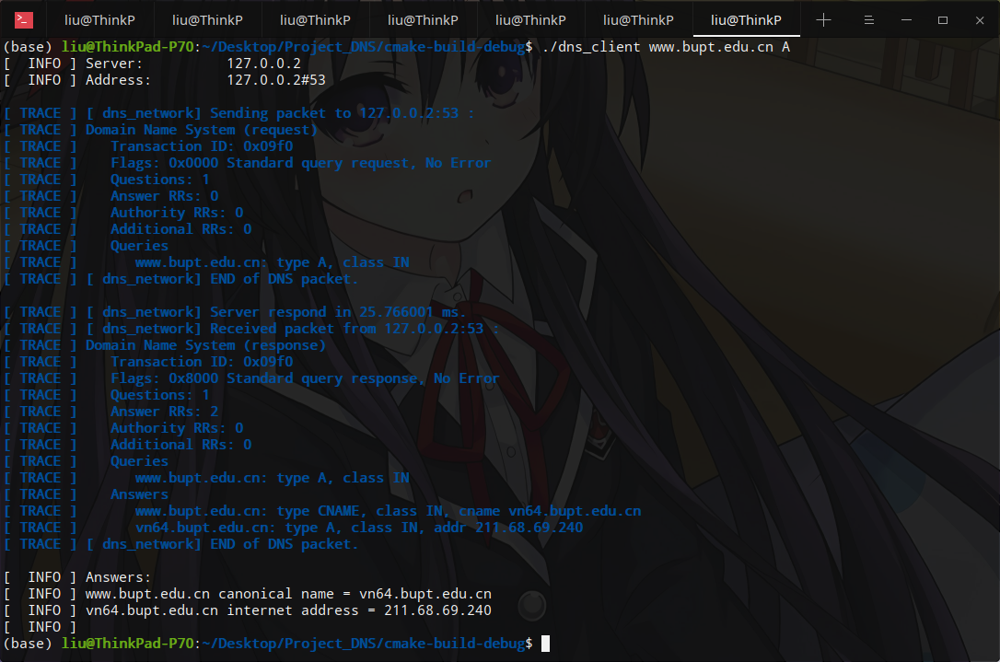 liu@ThinkP liu@ThinkP liu@ThinkP liu@ThinkP liu@ThinkP liu@ThinkP liu@ThinkP
(base) liu@ThinkPad-P70:~/Desktop/Project_DNS/cmake-build-debug$ ./dns_client www.bupt.edu.cn A
[  INFO ] Server:          127.0.0.2
[  INFO ] Address:         127.0.0.2#53
[ TRACE ] [ dns_network] Sending packet to 127.0.0.2:53 :
[ TRACE ] Domain Name System (request)
[ TRACE ]    Transaction ID: 0x09f0
[ TRACE ]    Flags: 0x0000 Standard query request, No Error
[ TRACE ]    Questions: 1
[ TRACE ]    Answer RRs: 0
[ TRACE ]    Authority RRs: 0
[ TRACE ]    Additional RRs: 0
[ TRACE ]    Queries
[ TRACE ]       www.bupt.edu.cn: type A, class IN
[ TRACE ] [ dns_network] END of DNS packet.
[ TRACE ] [ dns_network] Server respond in 25.766001 ms.
[ TRACE ] [ dns_network] Received packet from 127.0.0.2:53 :
[ TRACE ] Domain Name System (response)
[ TRACE ]    Transaction ID: 0x09f0
[ TRACE ]    Flags: 0x8000 Standard query response, No Error
[ TRACE ]    Questions: 1
[ TRACE ]    Answer RRs: 2
[ TRACE ]    Authority RRs: 0
[ TRACE ]    Additional RRs: 0
[ TRACE ]    Queries
[ TRACE ]       www.bupt.edu.cn: type A, class IN
[ TRACE ]    Answers
[ TRACE ]       www.bupt.edu.cn: type CNAME, class IN, cname vn64.bupt.edu.cn
[ TRACE ]       vn64.bupt.edu.cn: type A, class IN, addr 211.68.69.240
[ TRACE ] [ dns_network] END of DNS packet.
[  INFO ] Answers:
[  INFO ] www.bupt.edu.cn canonical name = vn64.bupt.edu.cn
[  INFO ] vn64.bupt.edu.cn internet address = 211.68.69.240
[  INFO ]
(base) liu@ThinkPad-P70:~/Desktop/Project_DNS/cmake-build-debug$